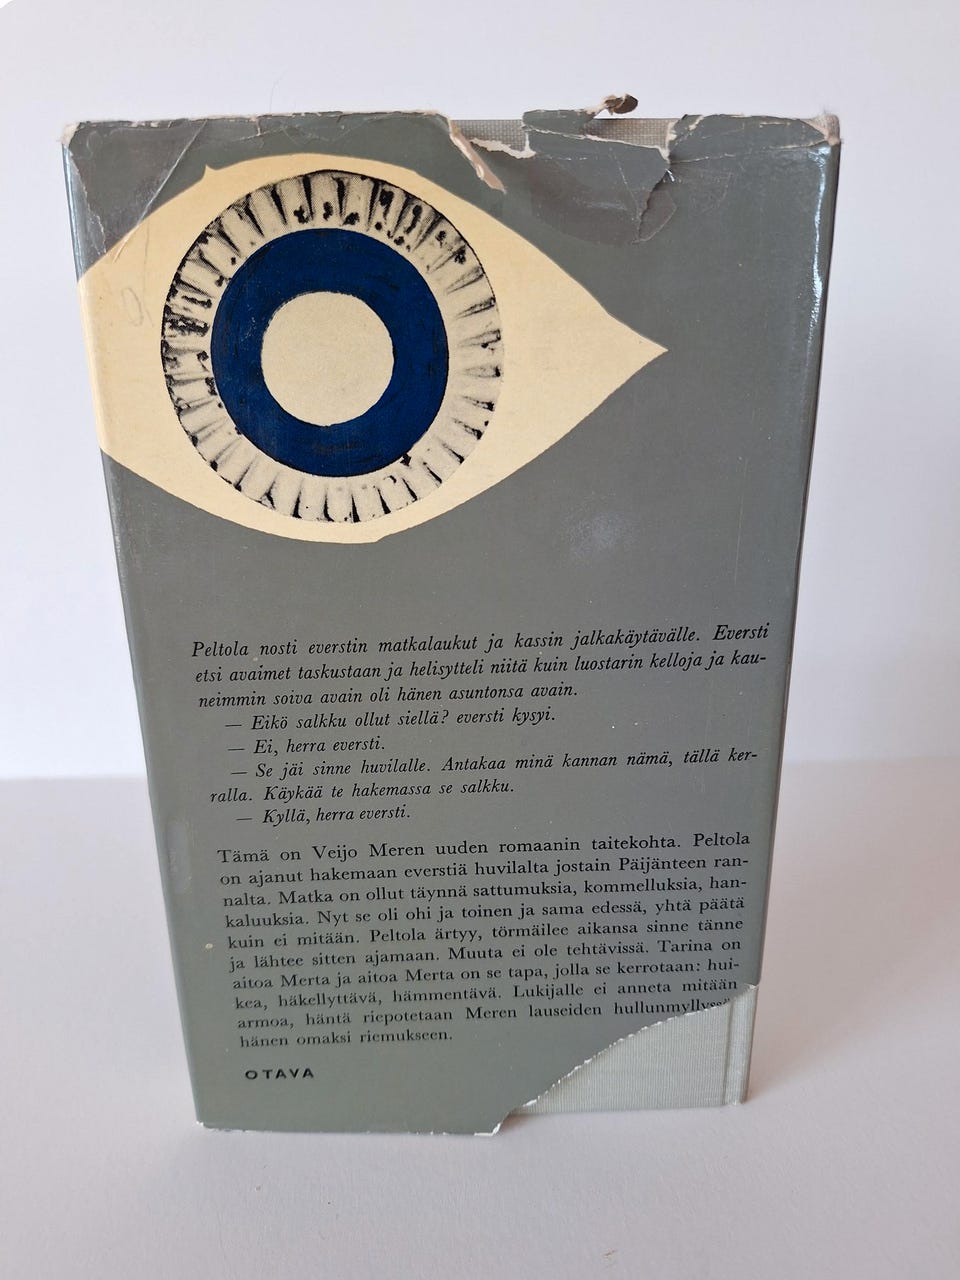 Peltola nosti everstin matkalaukut ja kassin jalkakäytävälle. Eversti
etsi avaimet taskustaan ja helisytteli niitä kuin luostarin kelloja ja kau-
neimmin soiva avain oli hänen asuntonsa avain.
— Eikö salkku ollut siellä? eversti kysyi.
— Ei, herra eversti.
— Se jäi sinne huvilalle. Antakaa minä kannan nämä, tällä ker-
ralla. Käykää te hakemassa se salkku.
— Kyllä, herra eversti.
Tämä on Veijo Meren uuden romaanin taitekohta. Peltola
on ajanut hakemaan everstiä huvilalta jostain Päijänteen ran-
nalta. Matka on ollut täynnä sattumuksia, kommelluksia, han-
kaluuksia. Nyt se oli ohi ja toinen ja sama edessä, yhtä päätä
kuin ei mitään. Peltola ärtyy, törmäilee aikansa sinne tänne
ja lähtee sitten ajamaan. Muuta ei ole tehtävissä. Tarina on
aitoa Merta ja aitoa Merta on se tapa, jolla se kerrotaan: hui-
kea, häkellyttävä, hämmentävä. Lukijalle ei anneta mitään
armoa, häntä riepotetaan Meren lauseiden hullunmyllyssä
hänen omaksi riemukseen.
OTAVA